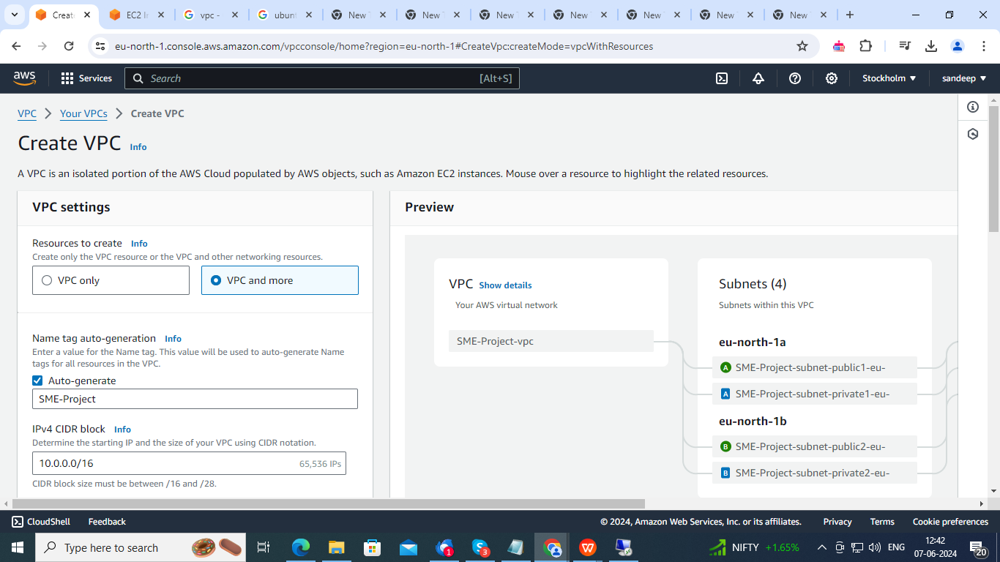 Create
EC2 In
vpc -
ubunt
New T
New T
New T
New T
New T
New T
New T
eu-north-1.console.aws.amazon.com/vpcconsole/home?region=eu-north-1#CreateVpc:createMode=vpcWithResources
aws
Services
Search
[Alt+S]
Stockholm
sandeep
VPC
Your VPCs
Create VPC
Create VPC Info
A VPC is an isolated portion of the AWS Cloud populated by AWS objects, such as Amazon EC2 instances. Mouse over a resource to highlight the related resources.
VPC settings
Resources to create Info
Create only the VPC resource or the VPC and other networking resources.
VPC only
VPC and more
Name tag auto-generation Info
Enter a value for the Name tag. This value will be used to auto-generate Name
tags for all resources in the VPC.
Auto-generate
SME-Project
IPv4 CIDR block Info
Determine the starting IP and the size of your VPC using CIDR notation.
10.0.0.0/16
65,536 IPs
CIDR block size must be between /16 and /28.
Preview
VPC Show details
Your AWS virtual network
SME-Project-vpc
Subnets (4)
Subnets within this VPC
eu-north-1a
A SME-Project-subnet-public1-eu-
A SME-Project-subnet-private1-eu-
eu-north-1b
B SME-Project-subnet-public2-eu-
B SME-Project-subnet-private2-eu-
CloudShell
Feedback
© 2024, Amazon Web Services, Inc. or its affiliates.
Privacy
Terms
Cookie preferences
Type here to search
1
3
W
NIFTY +1.65%
ENG
12:42
07-06-2024
20